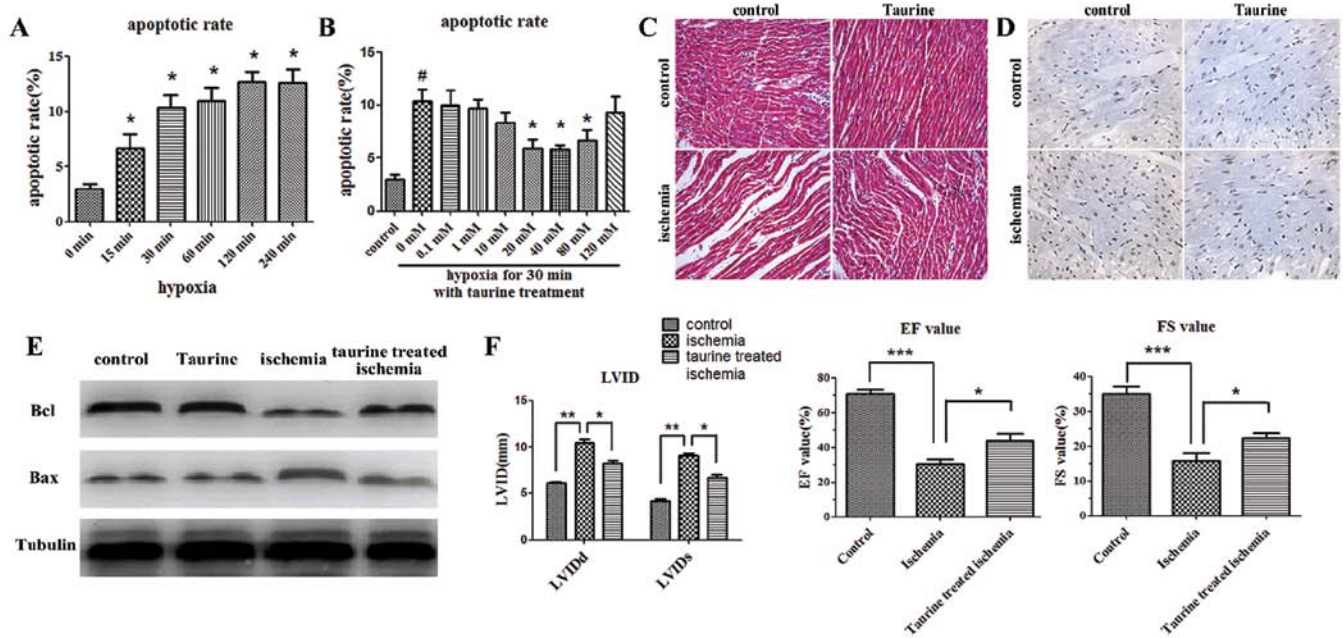 A
apoptotic rate
apoptotic rate(%)
15
10
5
0
*
*
*
*
*
0 min
15 min
30 min
60 min
120 min
240 min
hypoxia
B
apoptotic rate
apoptotic rate(%)
15
10
5
0
#
*
*
*
control
0 mM
0.1 mM
1 mM
10 mM
20 mM
40 mM
80 mM
120 mM
hypoxia for 30 min
with taurine treatment
C
control
Taurine
control
ischemia
D
control
Taurine
control
ischemia
E
control
Taurine
ischemia
taurine treated
ischemia
Bcl
Bax
Tubulin
F
control
ischemia
taurine treated
ischemia
LVID
LVID(mm)
15
10
5
0
**
*
**
*
LVIDd
LVIDs
EF value
EF value(%)
80
60
40
20
0
***
*
Control
Ischemia
Taurine treated ischemia
FS value
FS value(%)
40
30
20
10
0
***
*
Control
Ischemia
Taurine treated ischemia